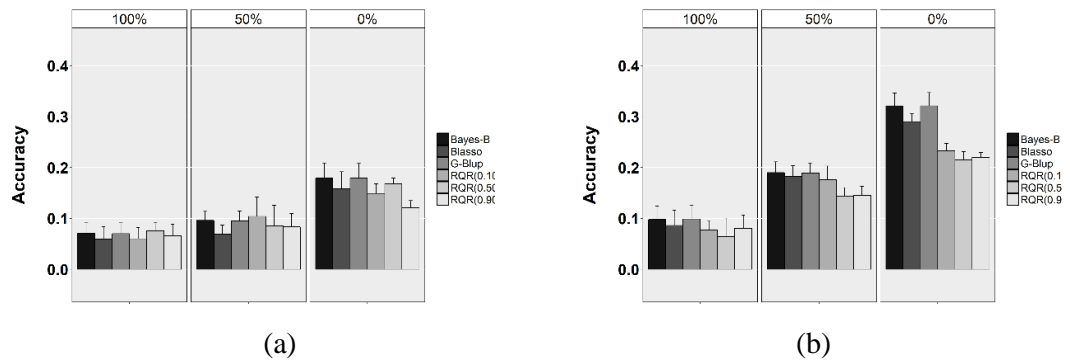 100% 50% 0%
0.4
0.3
0.2
0.1
0.0
Accuracy
Bayes-B
Blasso
G-Blup
RQR(0.10
RQR(0.50
RQR(0.90
(a)
100% 50% 0%
0.4
0.3
0.2
0.1
0.0
Accuracy
Bayes-B
Blasso
G-Blup
RQR(0.1
RQR(0.5
RQR(0.9
(b)